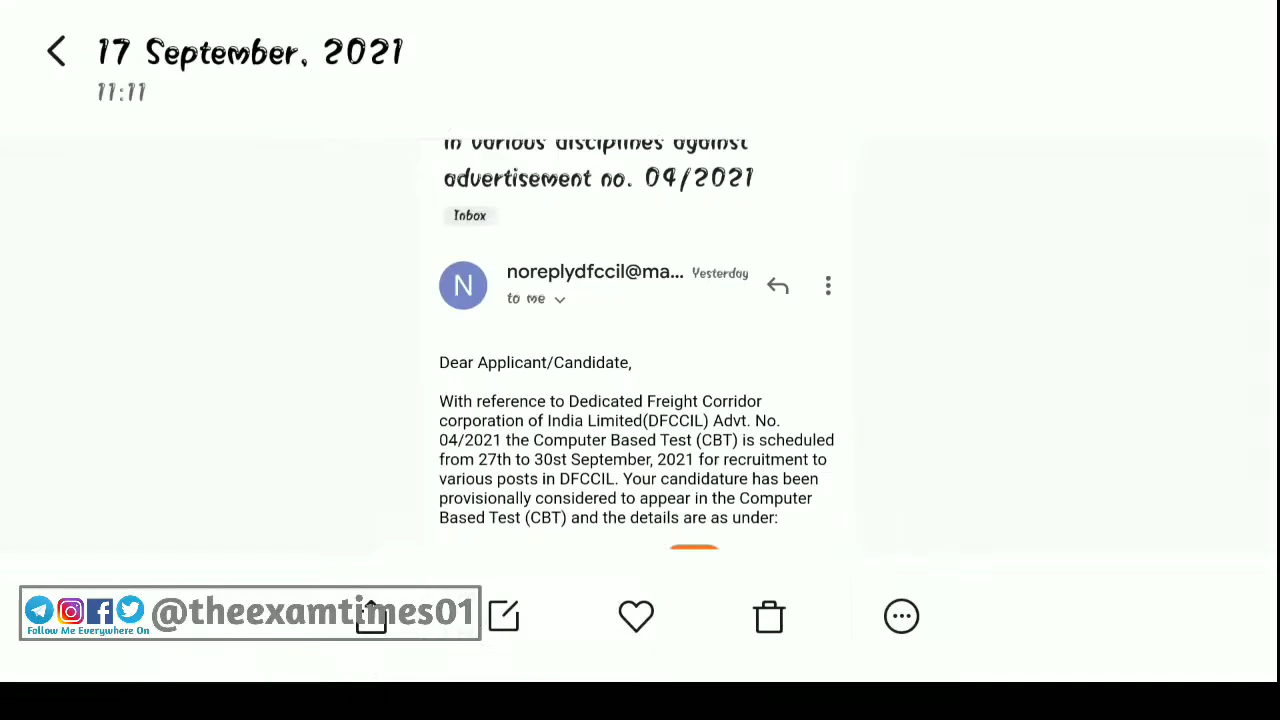 17 September, 2021
11:11
in various disciplines against
advertisement no. 04/2021
Inbox
N
noreplydfccil@ma... Yesterday
to me
Dear Applicant/Candidate,
With reference to Dedicated Freight Corridor
corporation of India Limited(DFCCIL) Advt. No.
04/2021 the Computer Based Test (CBT) is scheduled
from 27th to 30st September, 2021 for recruitment to
various posts in DFCCIL. Your candidature has been
provisionally considered to appear in the Computer
Based Test (CBT) and the details are as under:
@theexamtimes01
Follow Me Everywhere On